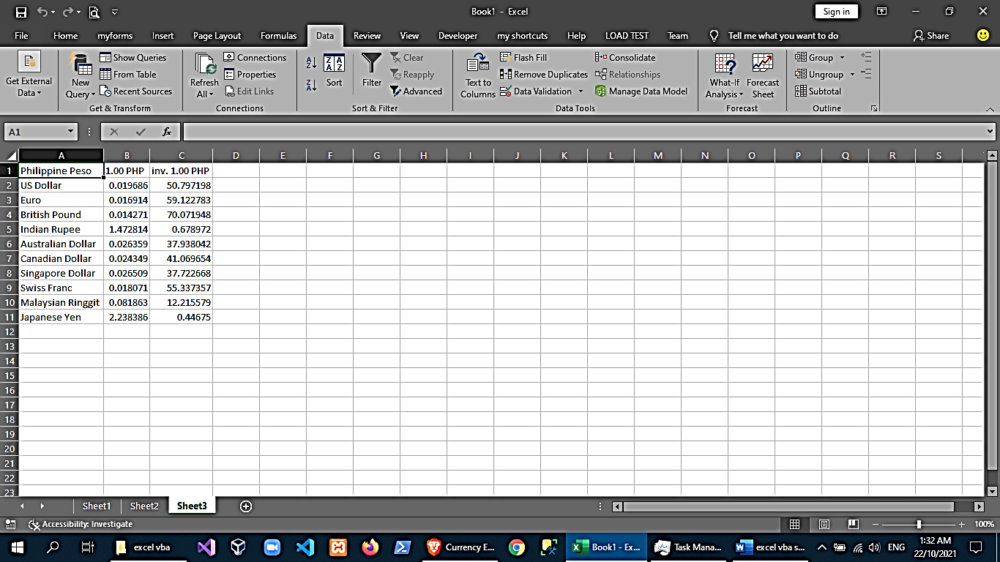 Book1 - Excel
Sign in
File Home myforms Insert Page Layout Formulas Data Review View Developer my shortcuts Help LOAD TEST Team Tell me what you want to do Share
Get External Data
New Query
Show Queries
From Table
Recent Sources
Get & Transform
Refresh All
Connections
Properties
Edit Links
Connections
Sort
Filter
Clear
Reapply
Advanced
Sort & Filter
Text to Columns
Flash Fill
Remove Duplicates
Data Validation
Consolidate
Relationships
Manage Data Model
Data Tools
What-If Analysis
Forecast Sheet
Forecast
Group
Ungroup
Subtotal
Outline
A1
fx
A B C D E F G H I J K L M N O P Q R S
1 Philippine Peso 1.00 PHP inv. 1.00 PHP
2 US Dollar 0.019686 50.797198
3 Euro 0.016914 59.122783
4 British Pound 0.014271 70.071948
5 Indian Rupee 1.472814 0.678972
6 Australian Dollar 0.026359 37.938042
7 Canadian Dollar 0.024349 41.069654
8 Singapore Dollar 0.026509 37.722668
9 Swiss Franc 0.018071 55.337357
10 Malaysian Ringgit 0.081863 12.215579
11 Japanese Yen 2.238386 0.44675
12
13
14
15
16
17
18
19
20
21
22
23
Sheet1 Sheet2 Sheet3
Accessibility: Investigate
100%
excel vba
Currency E...
Book1 - Ex...
Task Mana...
excel vba s...
ENG
1:32 AM
22/10/2021